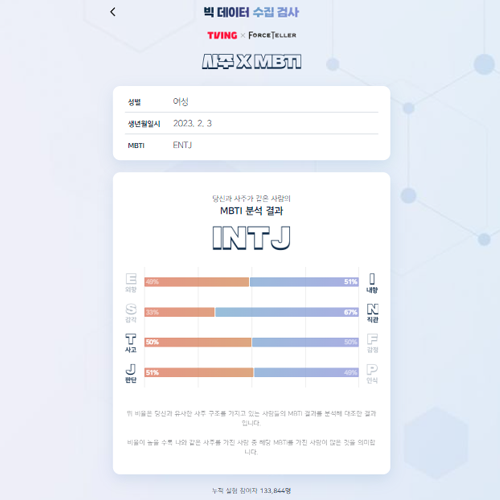 빅 데이터 수집 검사
TVING × FORCETELLER
사주 X MBTI
성별 여성
생년월일시 2023. 2. 3
MBTI ENTJ
당신과 사주가 같은 사람의
MBTI 분석 결과
INTJ
E 49% 51% I
외향 내향
S 33% 67% N
감각 직관
T 50% 50% F
사고 감정
J 51% 49% P
판단 인식
위 비율은 당신과 유사한 사주 구조를 가지고 있는 사람들의 MBTI 결과를 분석해 대조한 결과
입니다.
비율이 높을 수록 나와 같은 사주를 가진 사람 중 해당 MBTI를 가진 사람이 많은 것을 의미합
니다.
누적 실험 참여자 133,844명